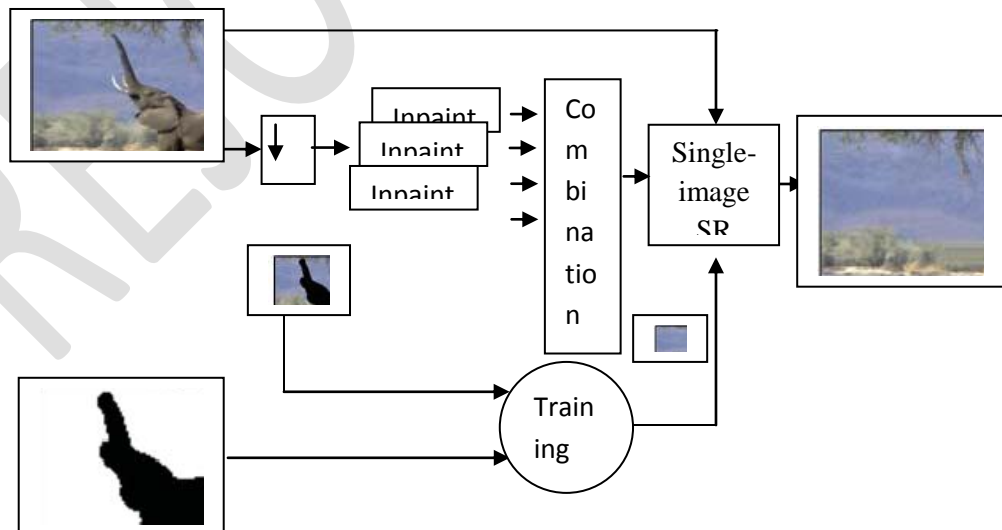 Inpaint
Inpaint
Inpaint
Co
m
bi
na
tio
n
Single-
image
SR
Train
ing